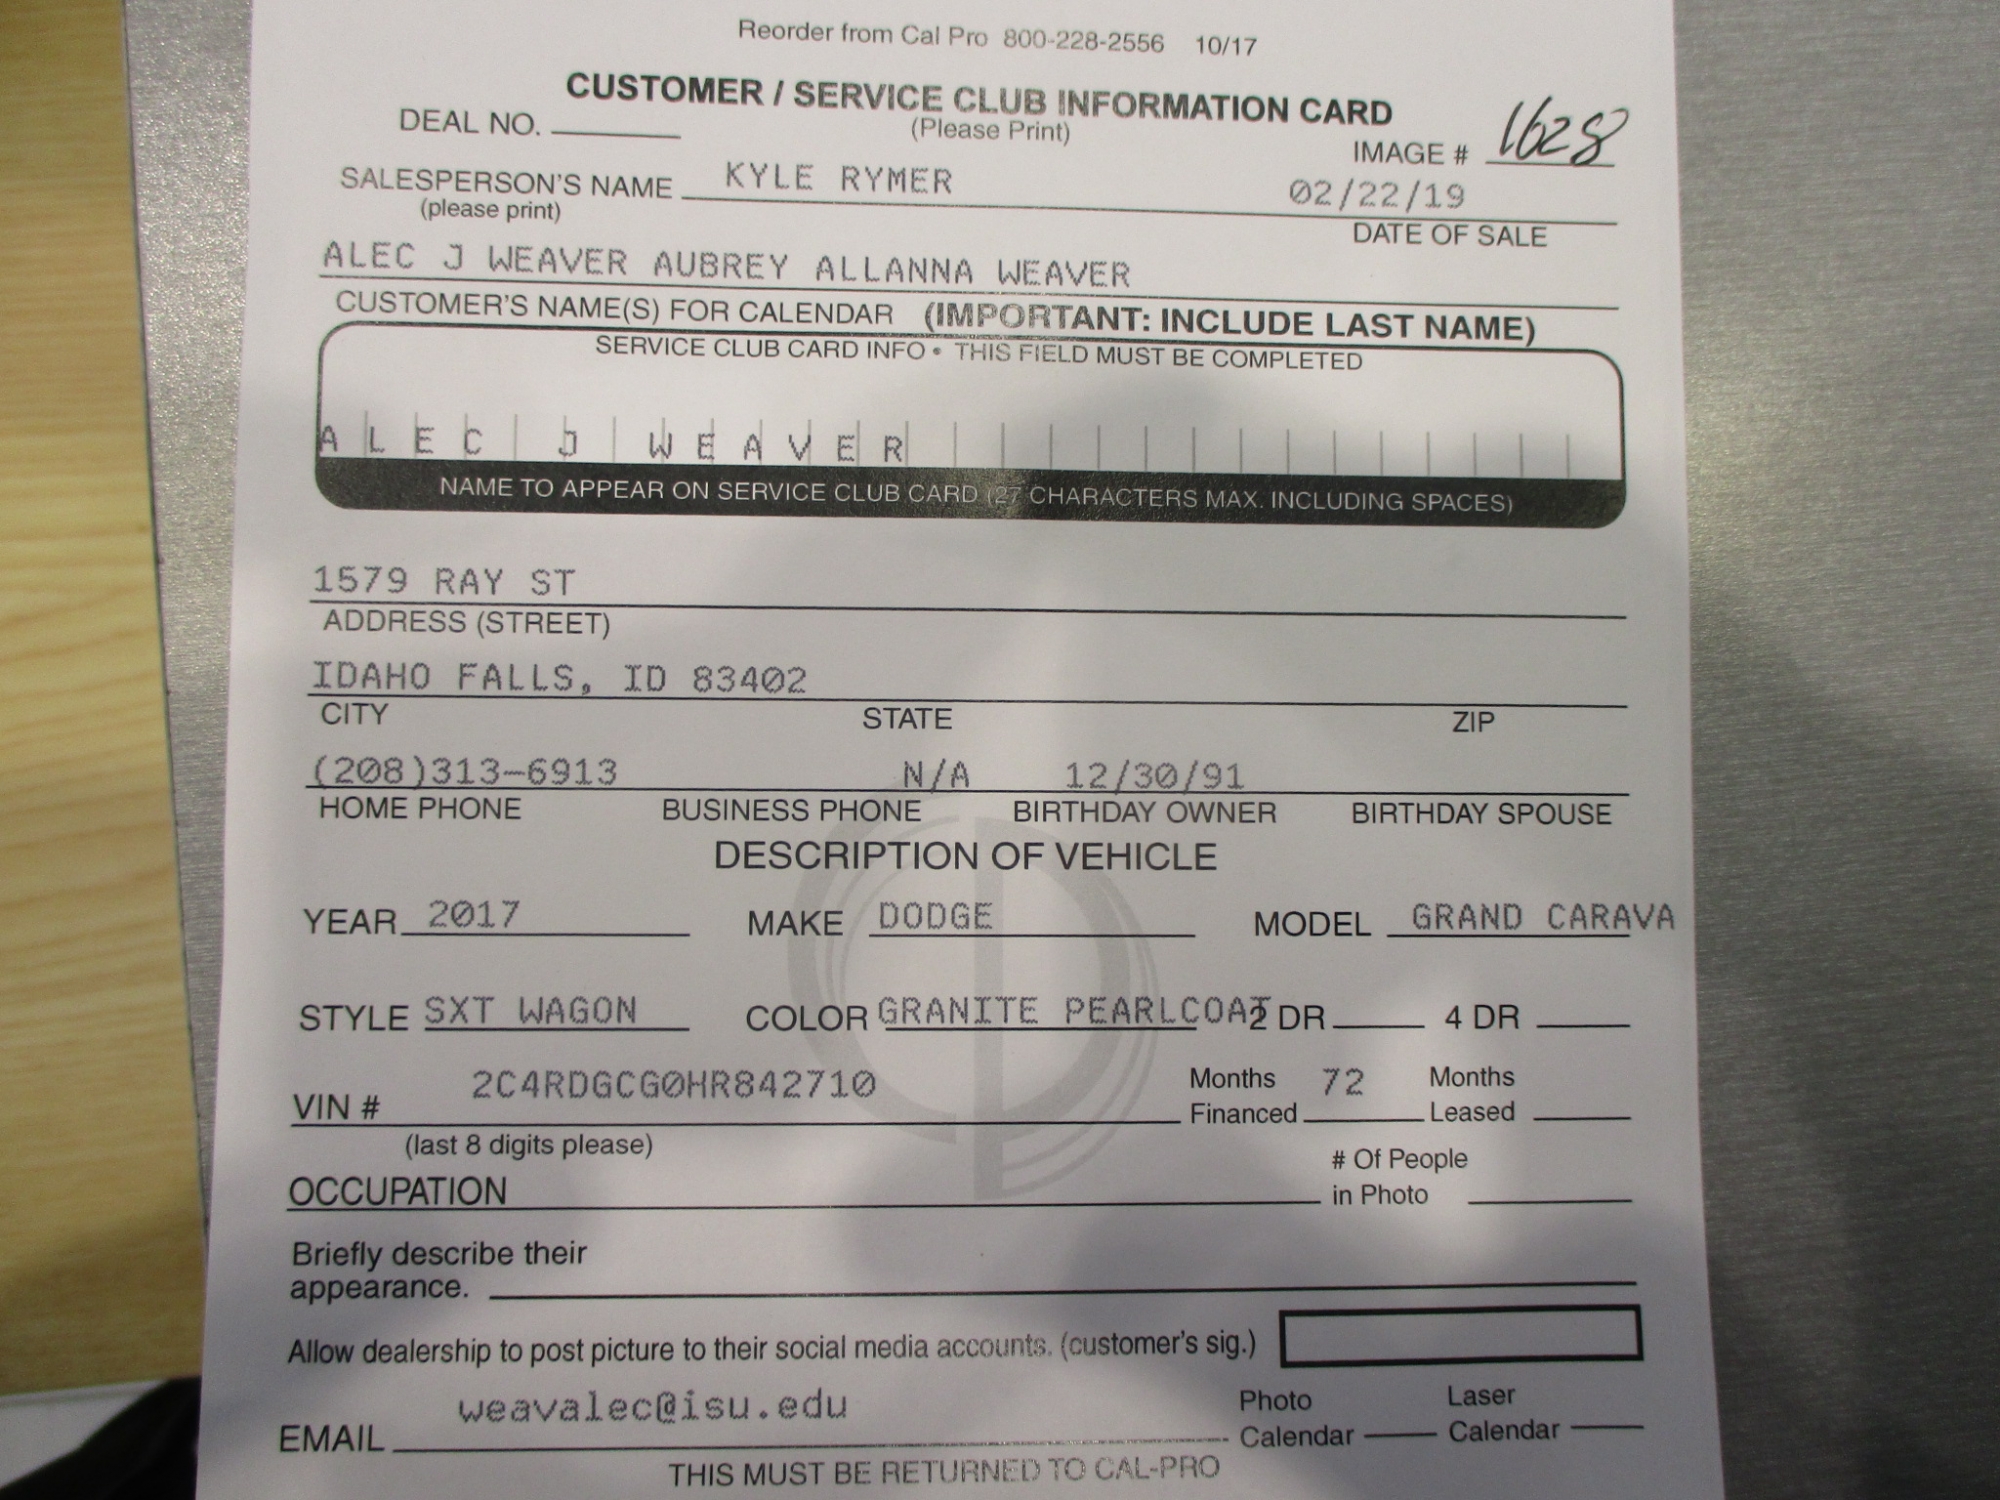 Reorder from Cal Pro 800-228-2556 10/17
CUSTOMER / SERVICE CLUB INFORMATION CARD
(Please Print)
DEAL NO.
IMAGE # 1628
SALESPERSON'S NAME KYLE RYMER 02/22/19
(please print) DATE OF SALE
ALEC J WEAVER AUBREY ALLANNA WEAVER
CUSTOMER'S NAME(S) FOR CALENDAR (IMPORTANT: INCLUDE LAST NAME)
SERVICE CLUB CARD INFO • THIS FIELD MUST BE COMPLETED
ALEC J WEAVER
NAME TO APPEAR ON SERVICE CLUB CARD (27 CHARACTERS MAX. INCLUDING SPACES)
1579 RAY ST
ADDRESS (STREET)
IDAHO FALLS, ID 83402
CITY STATE ZIP
(208)313-6913 N/A 12/30/91
HOME PHONE BUSINESS PHONE BIRTHDAY OWNER BIRTHDAY SPOUSE
DESCRIPTION OF VEHICLE
YEAR 2017 MAKE DODGE MODEL GRAND CARAVA
STYLE SXT WAGON COLOR GRANITE PEARLCOAT 2 DR 4 DR
VIN # 2C4RDGCG0HR842710 Months Financed 72 Months Leased
(last 8 digits please)
OCCUPATION # Of People in Photo
Briefly describe their
appearance.
Allow dealership to post picture to their social media accounts. (customer's sig.)
EMAIL weavalec@isu.edu Photo Calendar Laser Calendar
THIS MUST BE RETURNED TO CAL-PRO